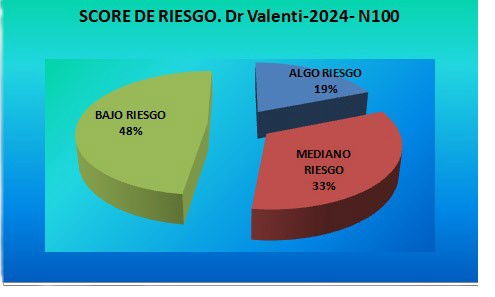 SCORE DE RIESGO. Dr Valenti-2024- N100
ALGO RIESGO
19%
BAJO RIESGO
48%
MEDIANO
RIESGO
33%